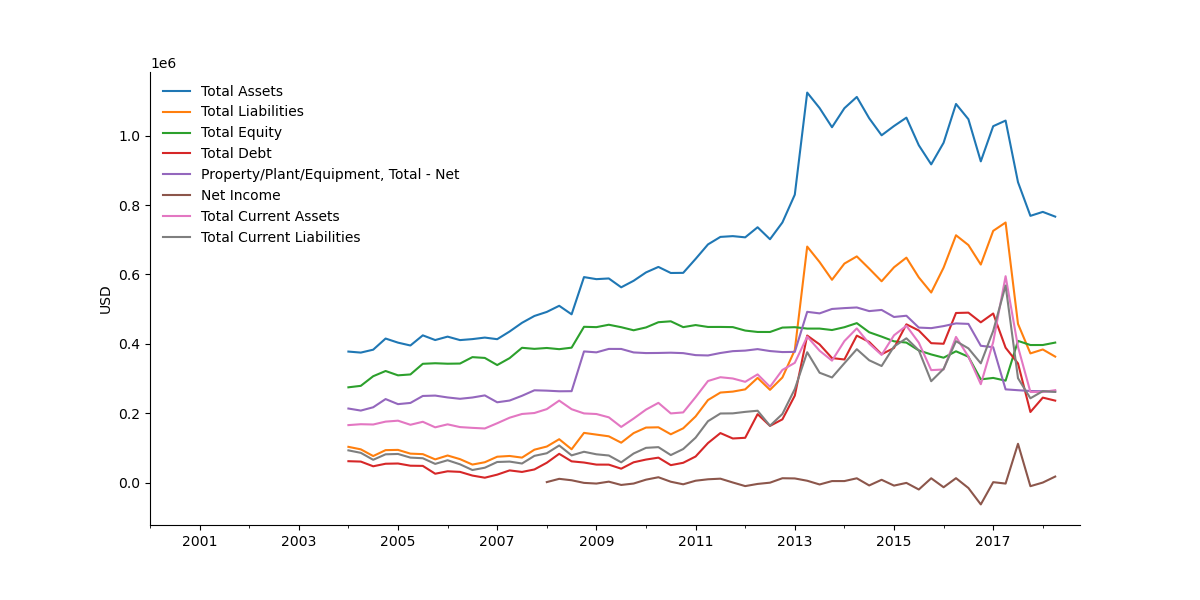 1e6
Total Assets
Total Liabilities
Total Equity
Total Debt
Property/Plant/Equipment, Total - Net
Net Income
Total Current Assets
Total Current Liabilities
USD
1.0
0.8
0.6
0.4
0.2
0.0
2001 2003 2005 2007 2009 2011 2013 2015 2017